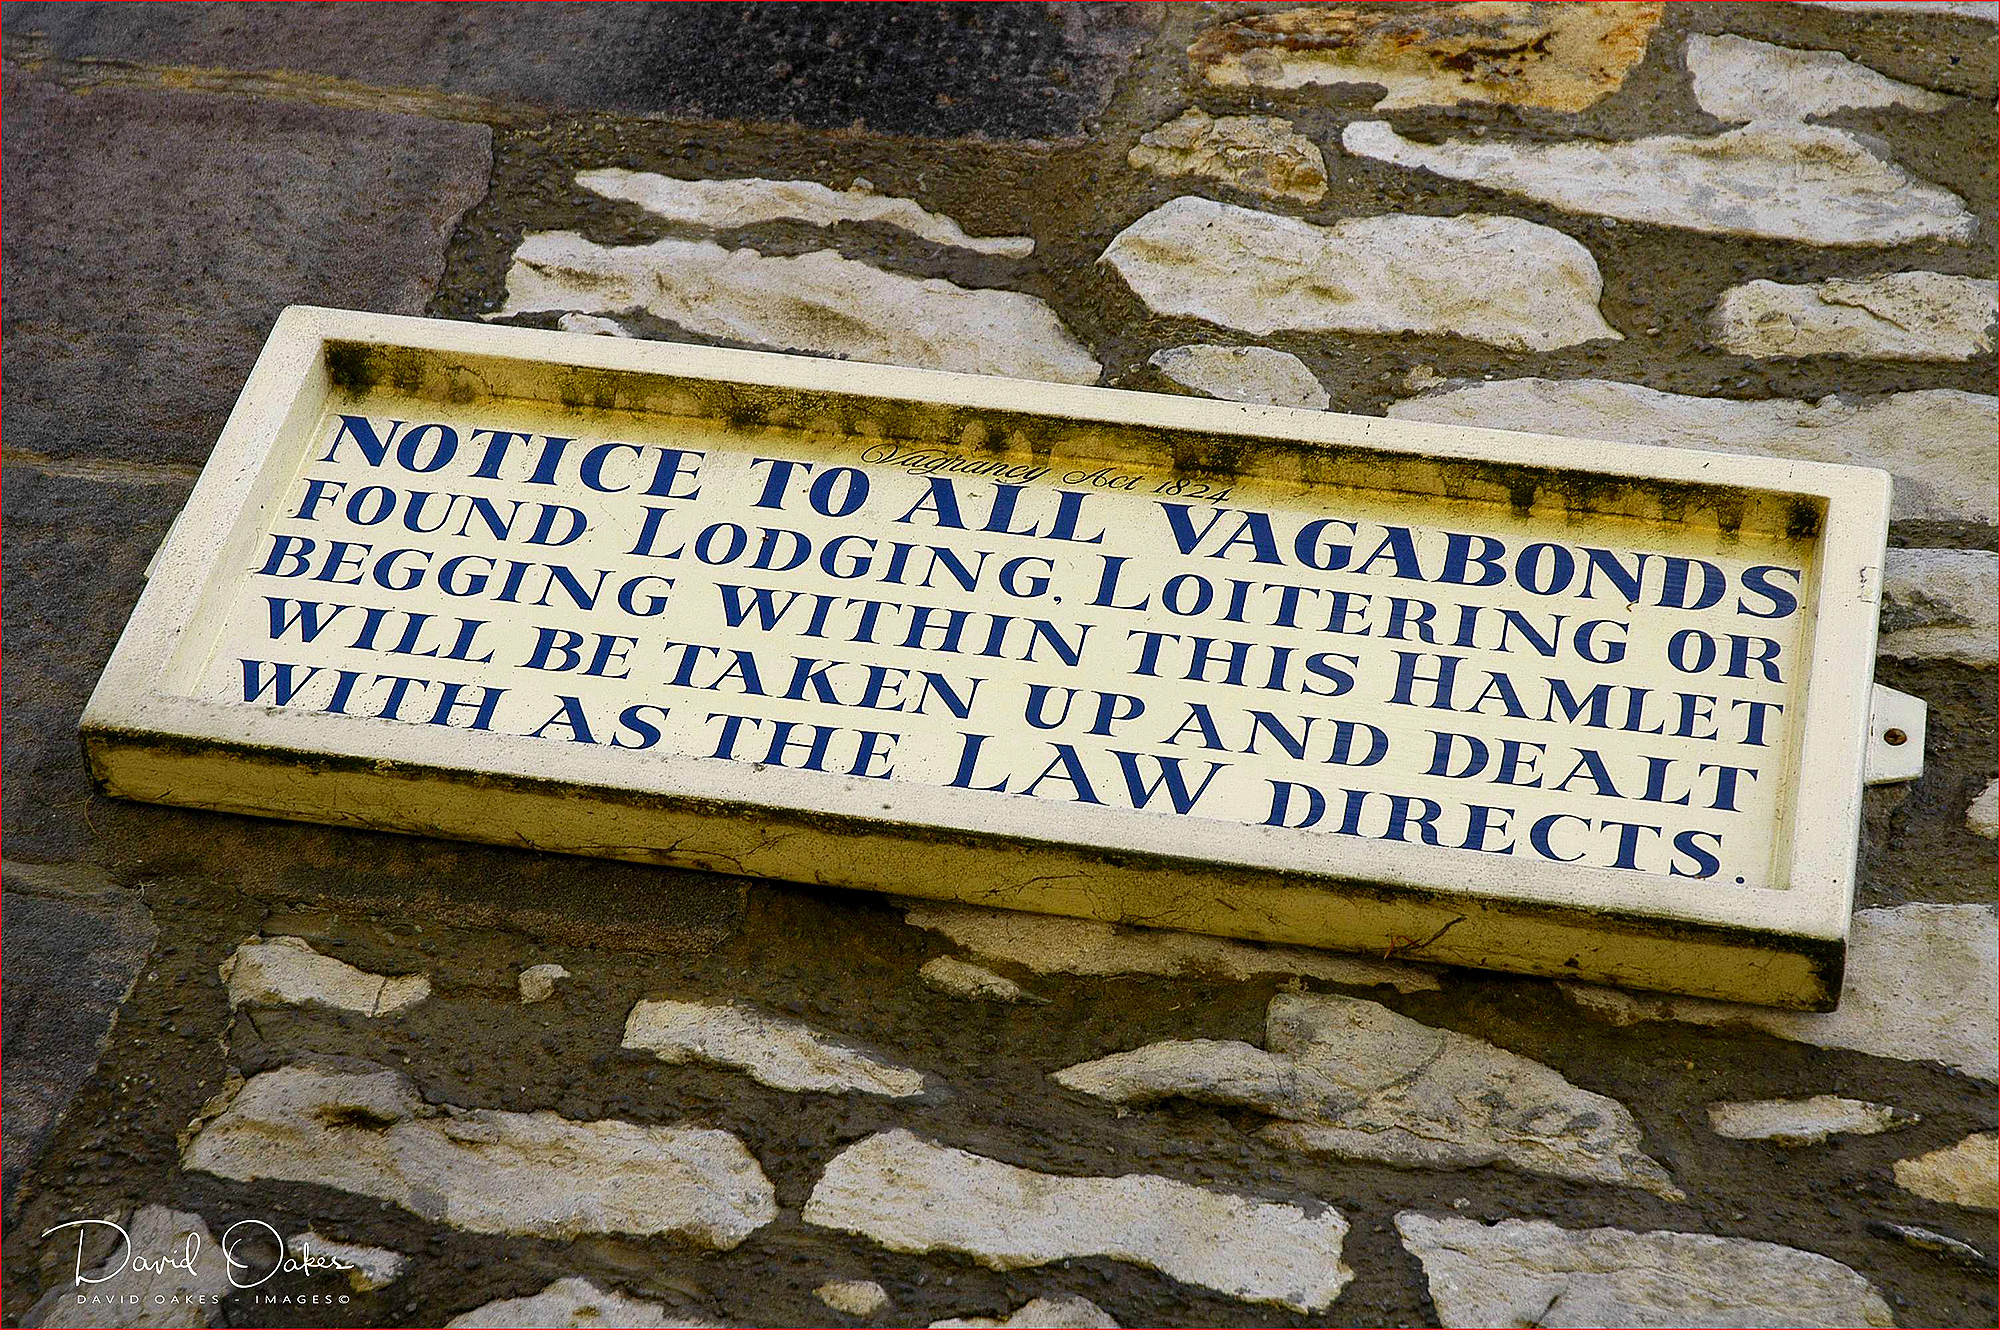 Vagrancy Act 1824
NOTICE TO ALL VAGABONDS
FOUND LODGING, LOITERING OR
BEGGING WITHIN THIS HAMLET
WILL BE TAKEN UP AND DEALT
WITH AS THE LAW DIRECTS.
David Oakes
DAVID OAKES - IMAGES©